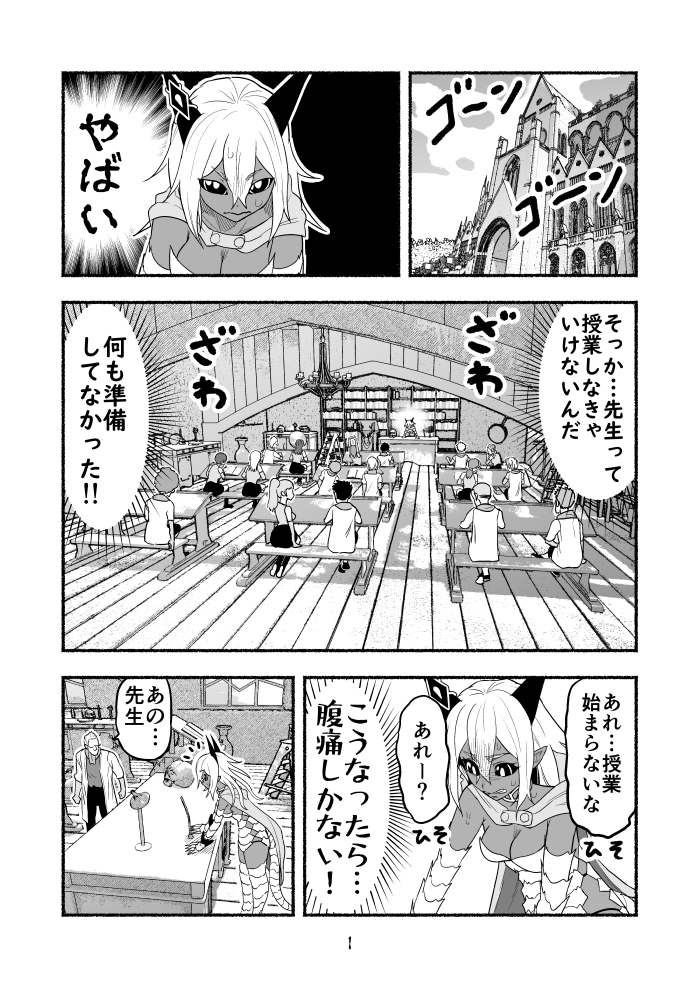 ゴーン
ゴーン
やばい
そっか…先生って
授業しなきゃ
いけないんだ
ざわ
ざわ
何も準備
してなかった!!
あれ…授業
始まらないな
ひそ
あれー?
ひそ
こうなったら…
腹痛しかない!
あの…
先生
1